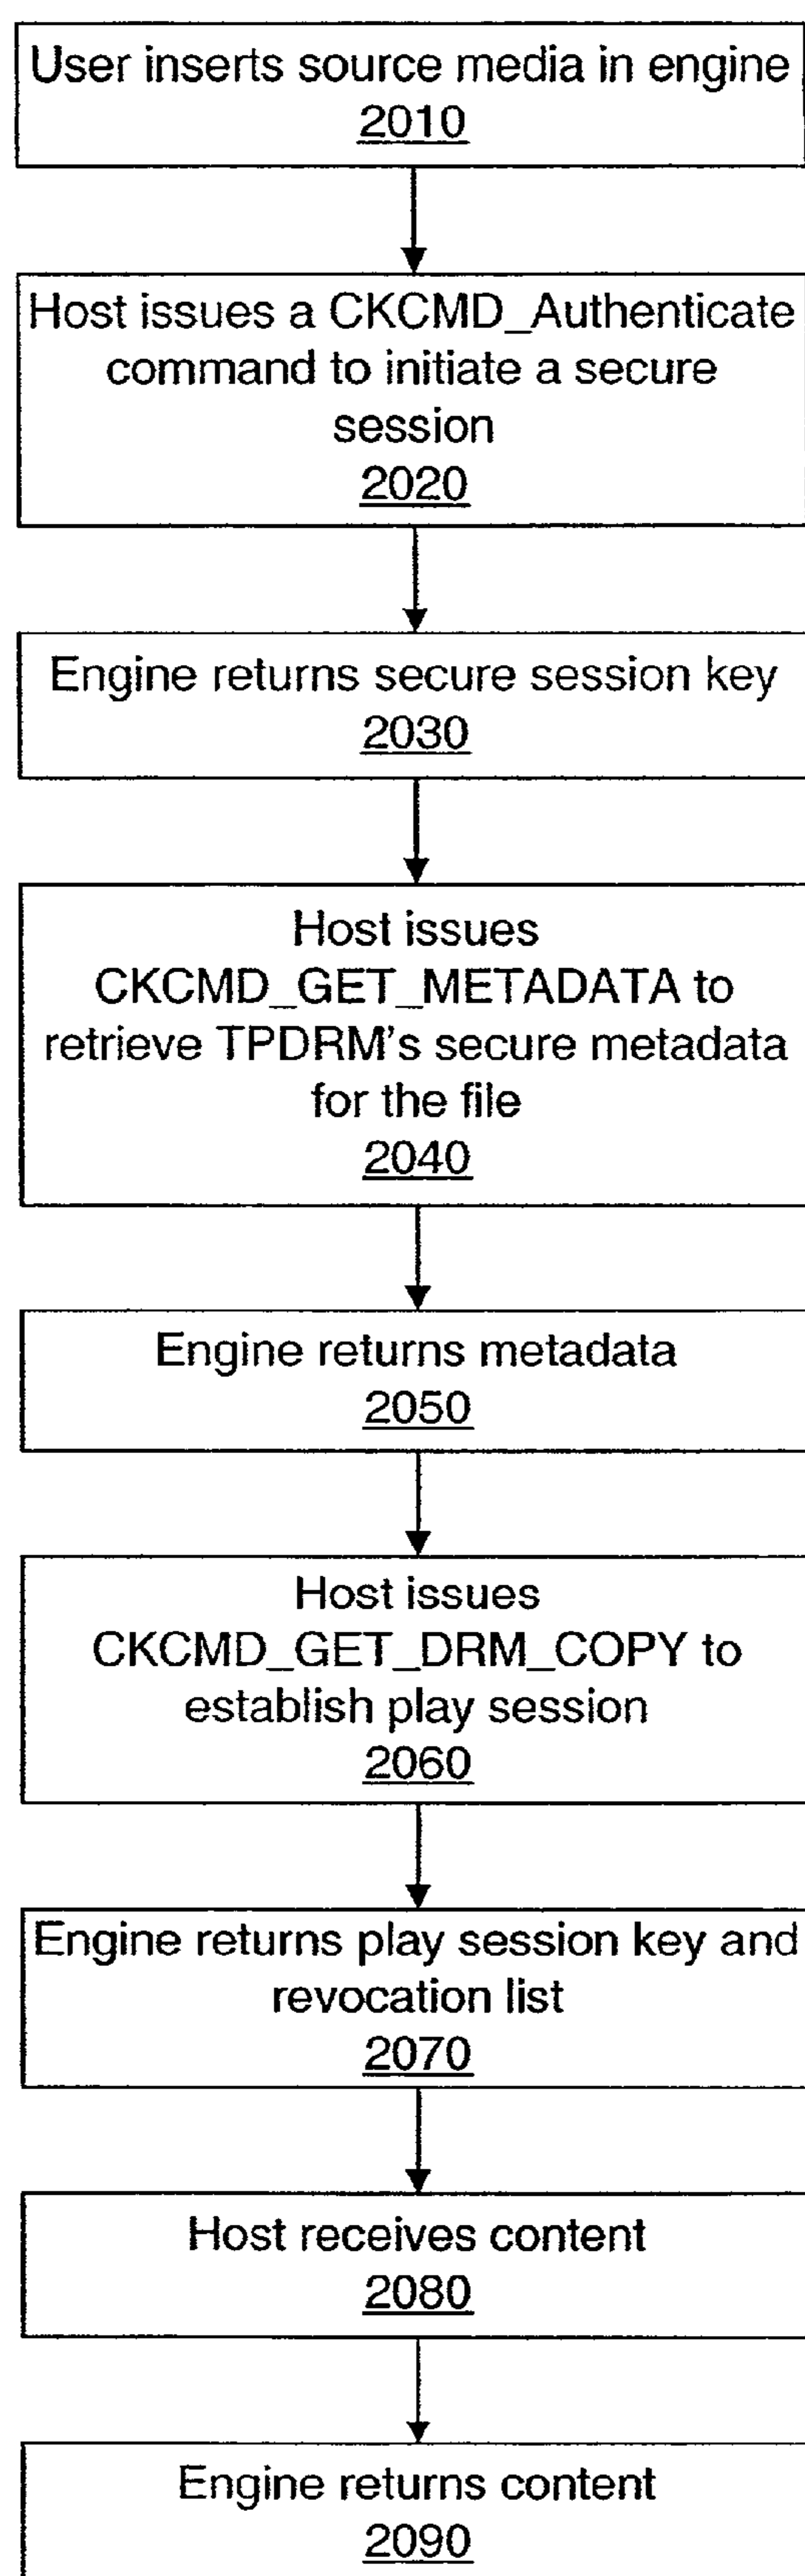 User inserts source media in engine
2010
Host issues a CKCMD_Authenticate
command to initiate a secure
session
2020
Engine returns secure session key
2030
Host issues
CKCMD_GET_METADATA to
retrieve TPDRM's secure metadata
for the file
2040
Engine returns metadata
2050
Host issues
CKCMD_GET_DRM_COPY to
establish play session
2060
Engine returns play session key and
revocation list
2070
Host receives content
2080
Engine returns content
2090